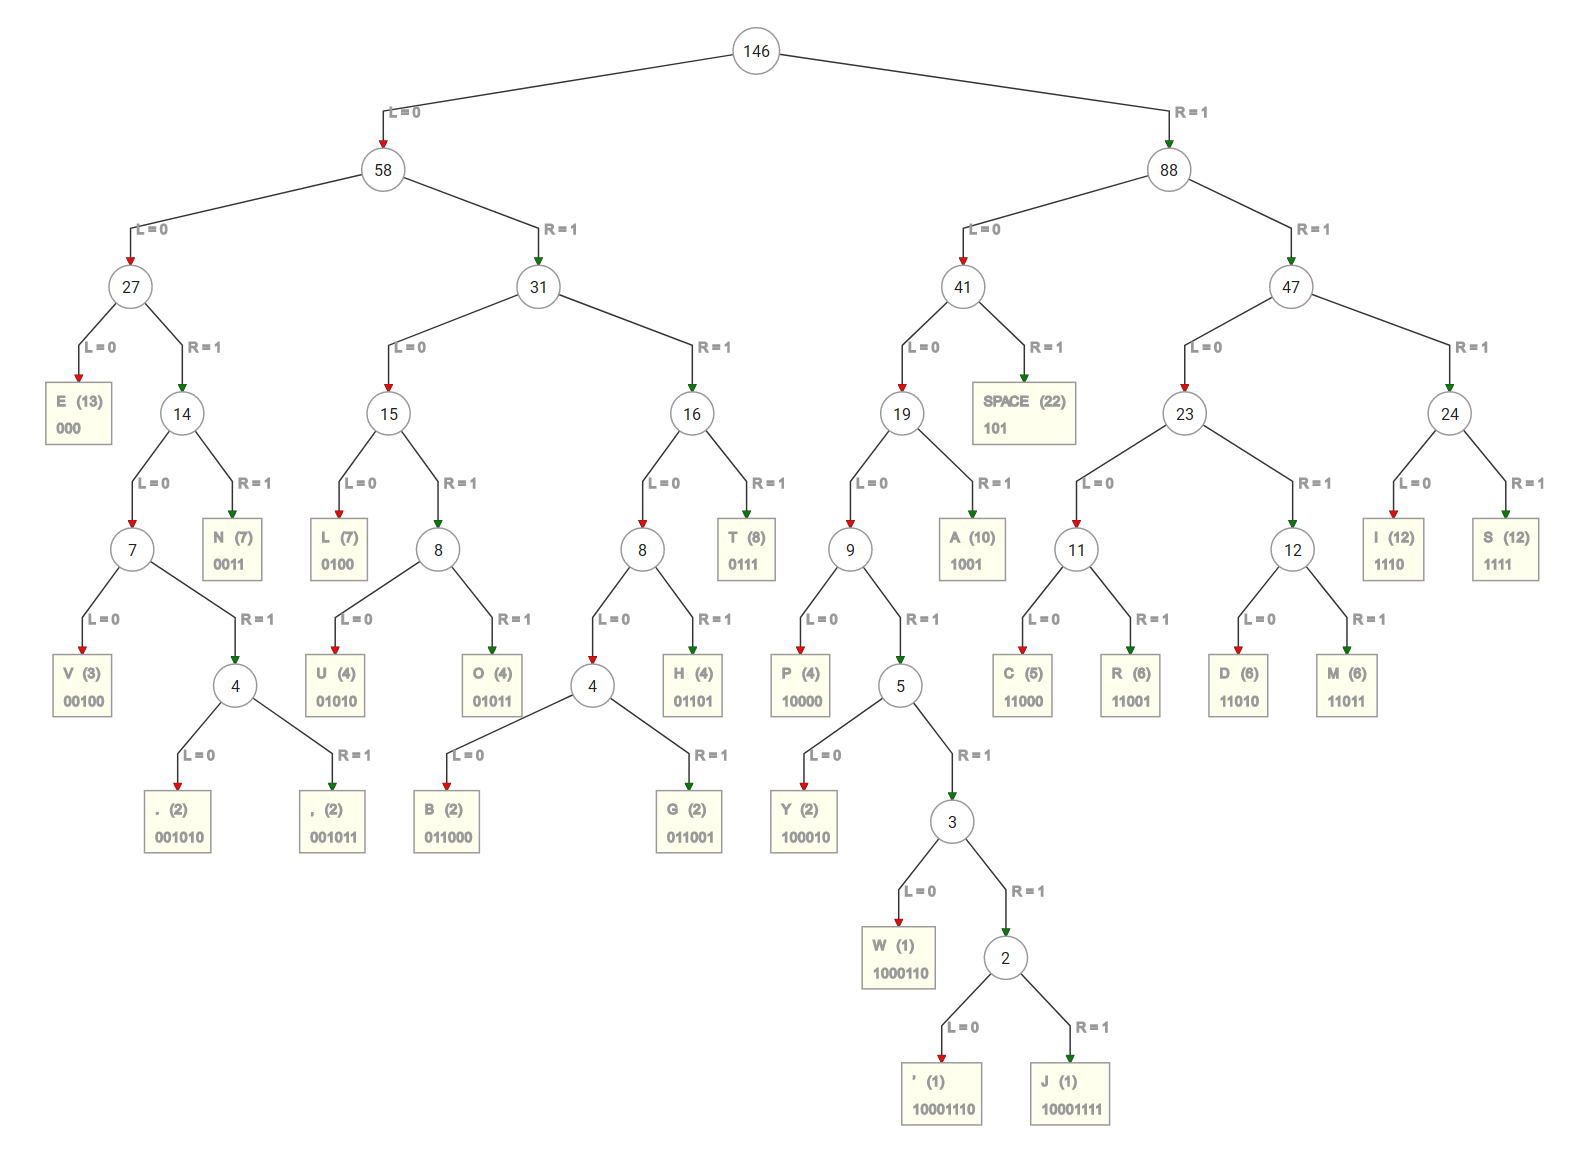 146
L = 0
R = 1
58
88
L = 0
R = 1
L = 0
R = 1
27
31
41
47
L = 0
R = 1
L = 0
R = 1
L = 0
R = 1
L = 0
R = 1
E (13)
000
14
15
16
19
SPACE (22)
101
23
24
L = 0
R = 1
L = 0
R = 1
L = 0
R = 1
L = 0
R = 1
L = 0
R = 1
L = 0
R = 1
7
N (7)
0011
L (7)
0100
8
8
T (8)
0111
9
A (10)
1001
11
12
I (12)
1110
S (12)
1111
L = 0
R = 1
L = 0
R = 1
L = 0
R = 1
L = 0
R = 1
L = 0
R = 1
L = 0
R = 1
V (3)
00100
4
U (4)
01010
O (4)
01011
4
H (4)
01101
P (4)
10000
5
C (5)
11000
R (6)
11001
D (6)
11010
M (6)
11011
L = 0
R = 1
L = 0
R = 1
L = 0
R = 1
. (2)
001010
, (2)
001011
B (2)
011000
G (2)
011001
Y (2)
100010
3
L = 0
R = 1
W (1)
1000110
2
L = 0
R = 1
' (1)
10001110
J (1)
10001111